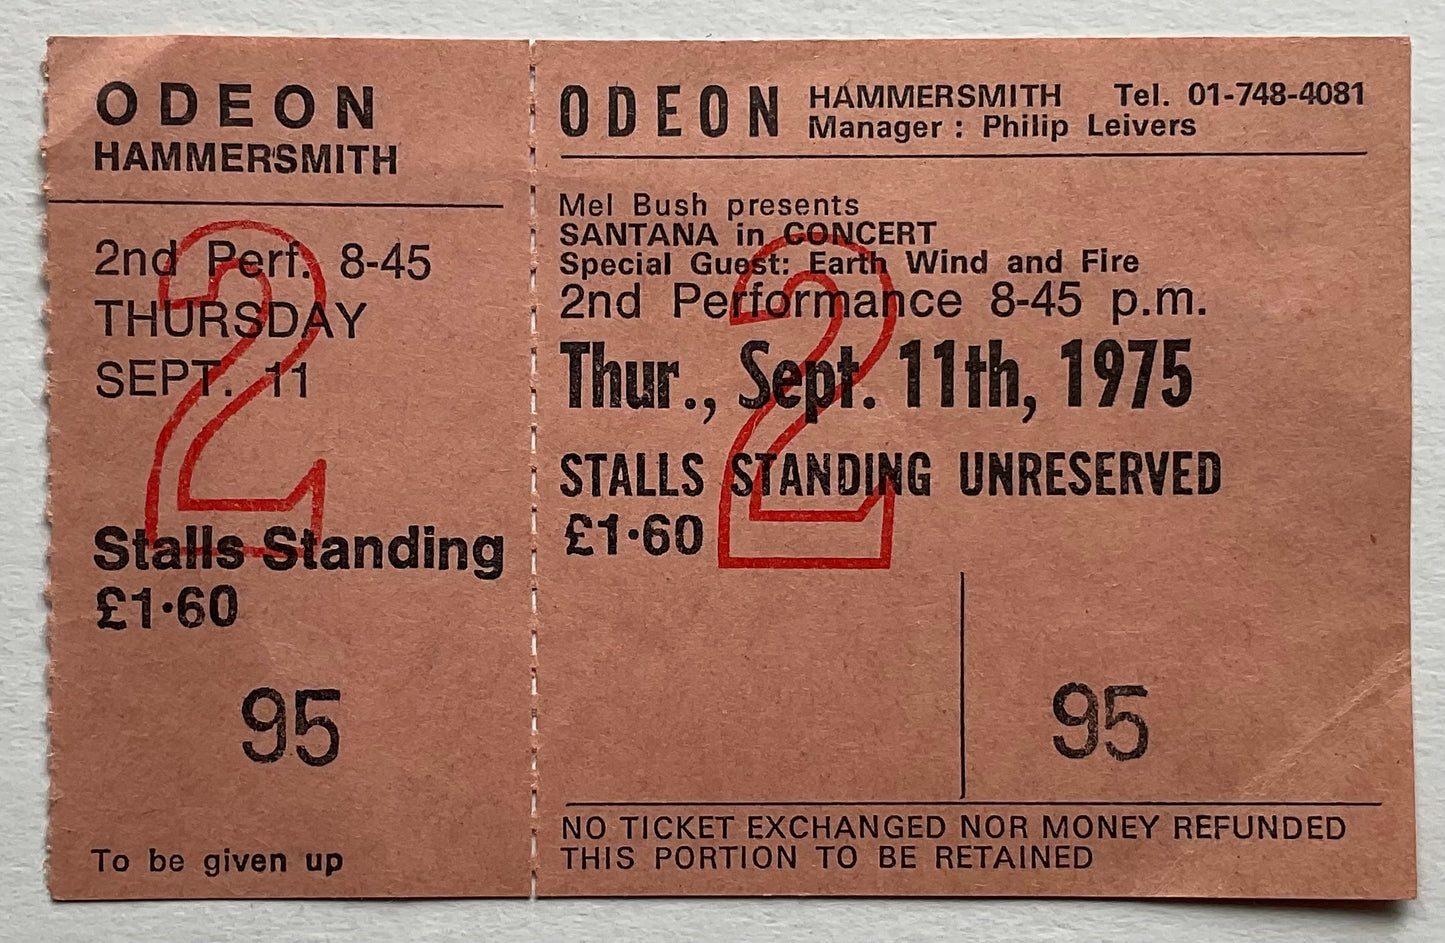 ODEON
HAMMERSMITH
2nd Perf. 8-45
THURSDAY
SEPT. 11
2
Stalls Standing
£1·60
95
To be given up
ODEON HAMMERSMITH Tel. 01-748-4081
Manager : Philip Leivers
Mel Bush presents
SANTANA in CONCERT
Special Guest: Earth Wind and Fire
2nd Performance 8-45 p.m.
Thur., Sept. 11th, 1975
2
STALLS STANDING UNRESERVED
£1·60
95
NO TICKET EXCHANGED NOR MONEY REFUNDED
THIS PORTION TO BE RETAINED